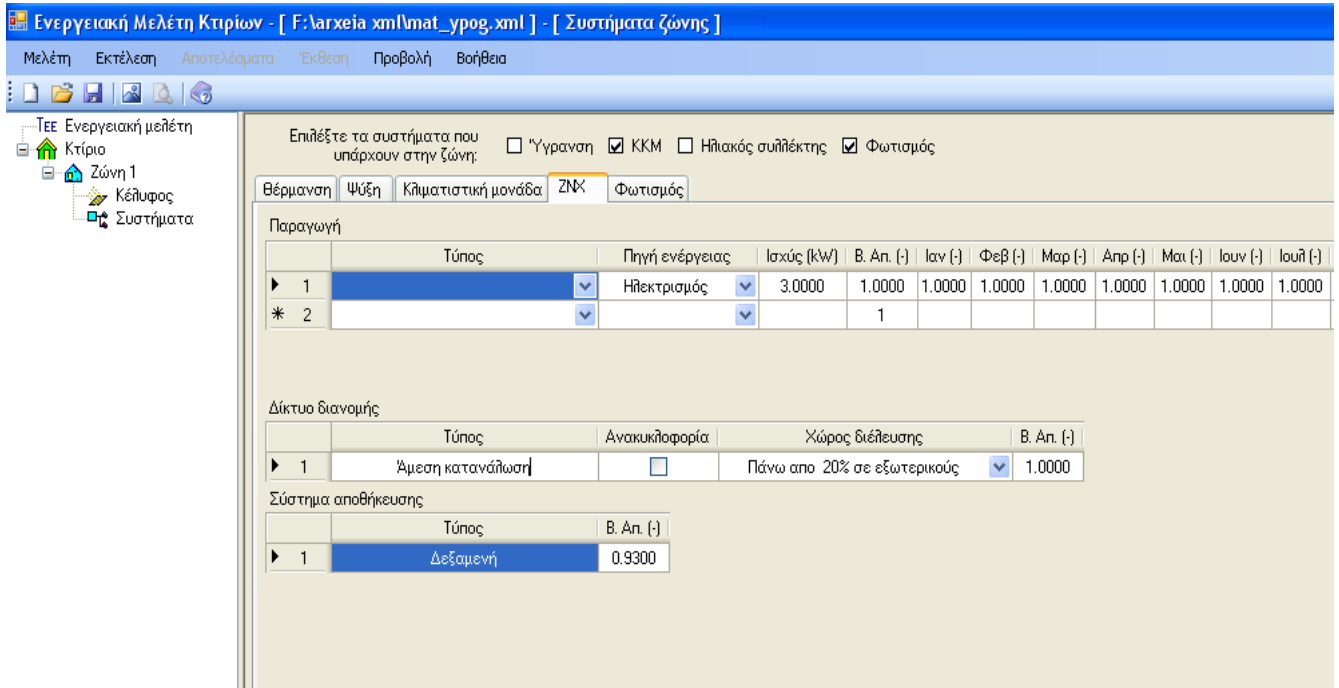 Ενεργειακή Μελέτη Κτιρίων - [ F:\arxeia xml\mat_ypog.xml ] - [ Συστήματα ζώνης ]
Μελέτη Εκτέλεση Αποτελέσματα Έκθεση Προβολή Βοήθεια
ΤΕΕ Ενεργειακή μελέτη
Κτίριο
Ζώνη 1
Κέλυφος
Συστήματα
Επιλέξτε τα συστήματα που
υπάρχουν στην ζώνη:
Ύγρανση ΚΚΜ Ηλιακός συλλέκτης Φωτισμός
Θέρμανση Ψύξη Κλιματιστική μονάδα ΖΝΧ Φωτισμός
Παραγωγή
Τύπος Πηγή ενέργειας Ισχύς (kW) Β. Απ. (-) Ιαν (-) Φεβ (-) Μαρ (-) Απρ (-) Μαι (-) Ιουν (-) Ιουλ (-)
1 Ηλεκτρισμός 3.0000 1.0000 1.0000 1.0000 1.0000 1.0000 1.0000 1.0000 1.0000
2 1
Δίκτυο διανομής
Τύπος Ανακυκλοφορία Χώρος διέλευσης Β. Απ. (-)
1 Άμεση κατανάλωση Πάνω απο 20% σε εξωτερικούς 1.0000
Σύστημα αποθήκευσης
Τύπος Β. Απ. (-)
1 Δεξαμενή 0.9300